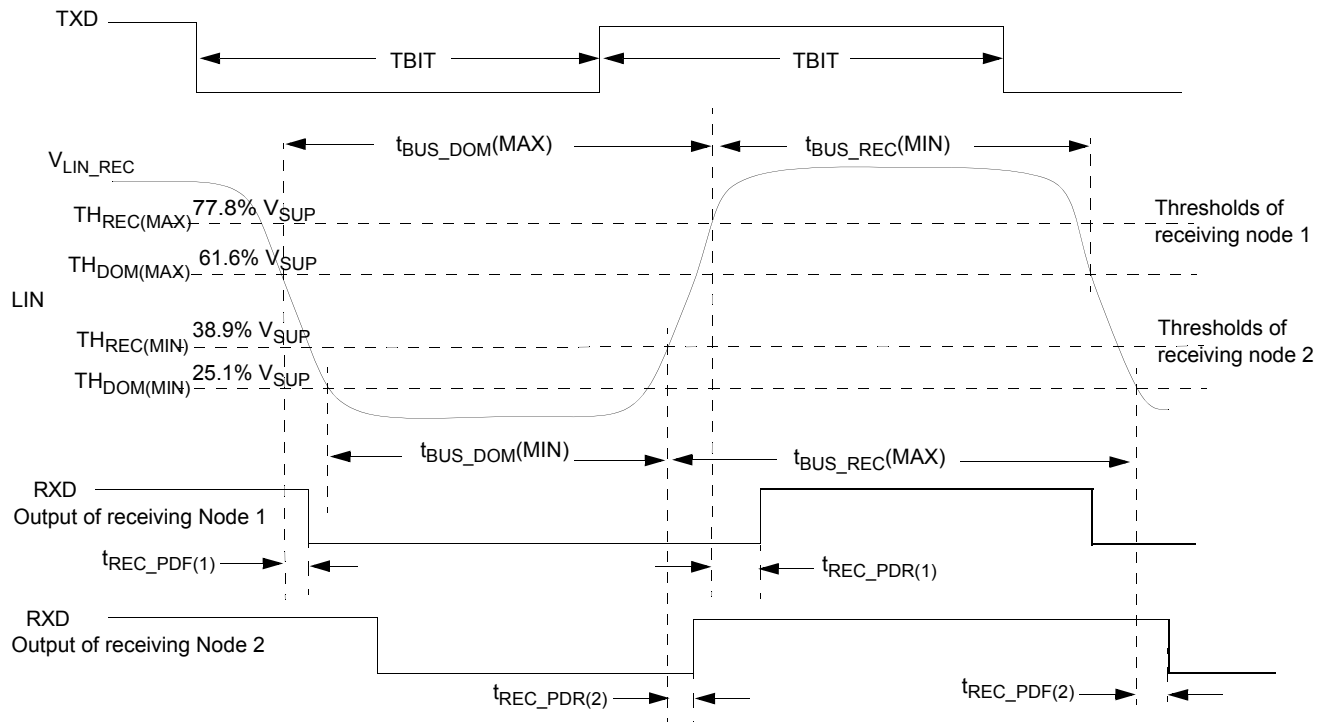 TXD
TBIT
TBIT
tBUS_DOM(MAX)
tBUS_REC(MIN)
VLIN_REC
THREC(MAX) 77.8% VSUP
Thresholds of
receiving node 1
THDOM(MAX) 61.6% VSUP
LIN
THREC(MIN) 38.9% VSUP
Thresholds of
receiving node 2
THDOM(MIN) 25.1% VSUP
tBUS_DOM(MIN)
tBUS_REC(MAX)
RXD
Output of receiving Node 1
tREC_PDF(1)
tREC_PDR(1)
RXD
Output of receiving Node 2
tREC_PDR(2)
tREC_PDF(2)